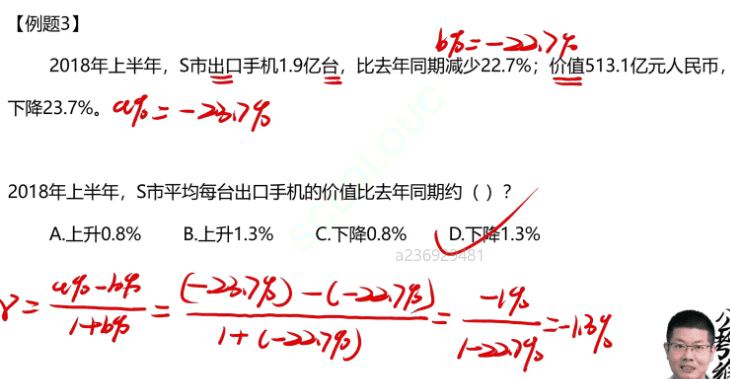 【例题3】
b%=-22.7%
2018年上半年，S市出口手机1.9亿台，比去年同期减少22.7%；价值513.1亿元人民币，
下降23.7%。 a%=-23.7%
SCUOLOUC
2018年上半年，S市平均每台出口手机的价值比去年同期约（ ）？
A.上升0.8% B.上升1.3% C.下降0.8% D.下降1.3%
a236929481
r=(a%-b%)/(1+b%)=((-23.7%)-(-22.7%))/(1+(-22.7%))=-1%/(1-22.7%)=-1.3%
公考